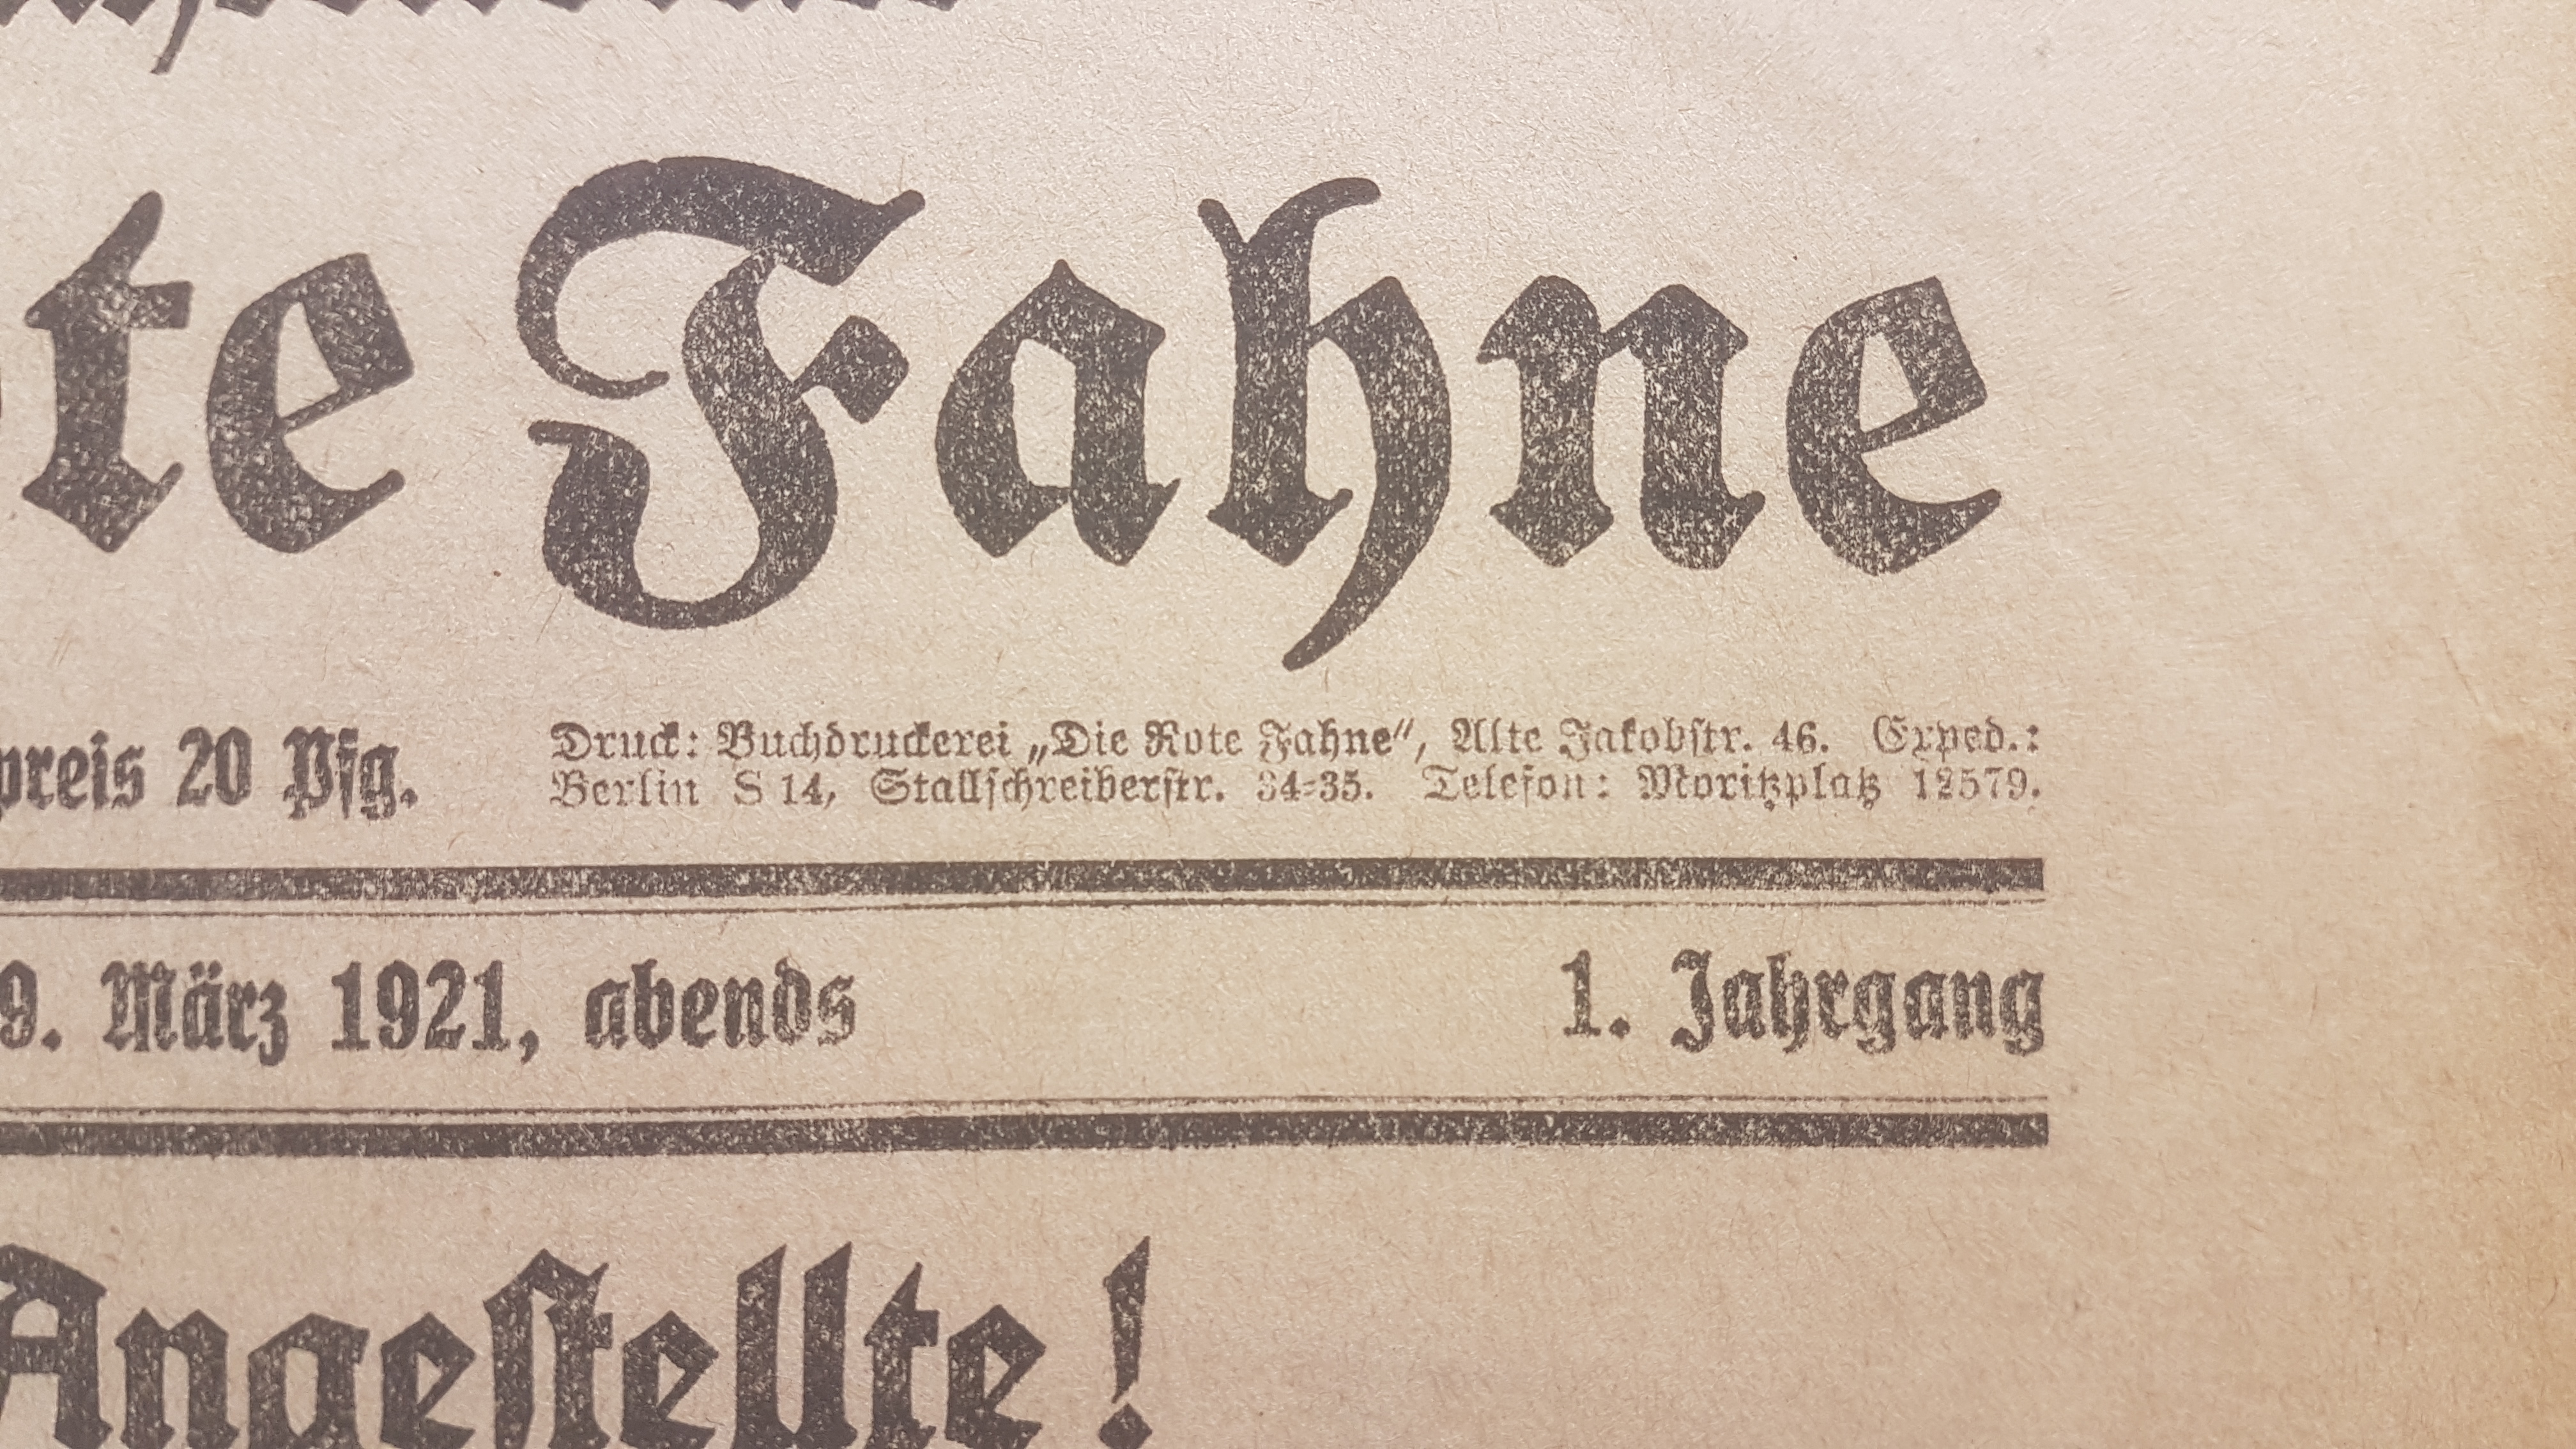 te Fahne
preis 20 Pfg.
Druck: Buchdruckerei „Die Rote Fahne“, Alte Jakobstr. 46. Exped.:
Berlin S 14, Stallschreiberstr. 34-35. Telefon: Moritzplatz 12579.
9. März 1921, abends 1. Jahrgang
Angestellte!